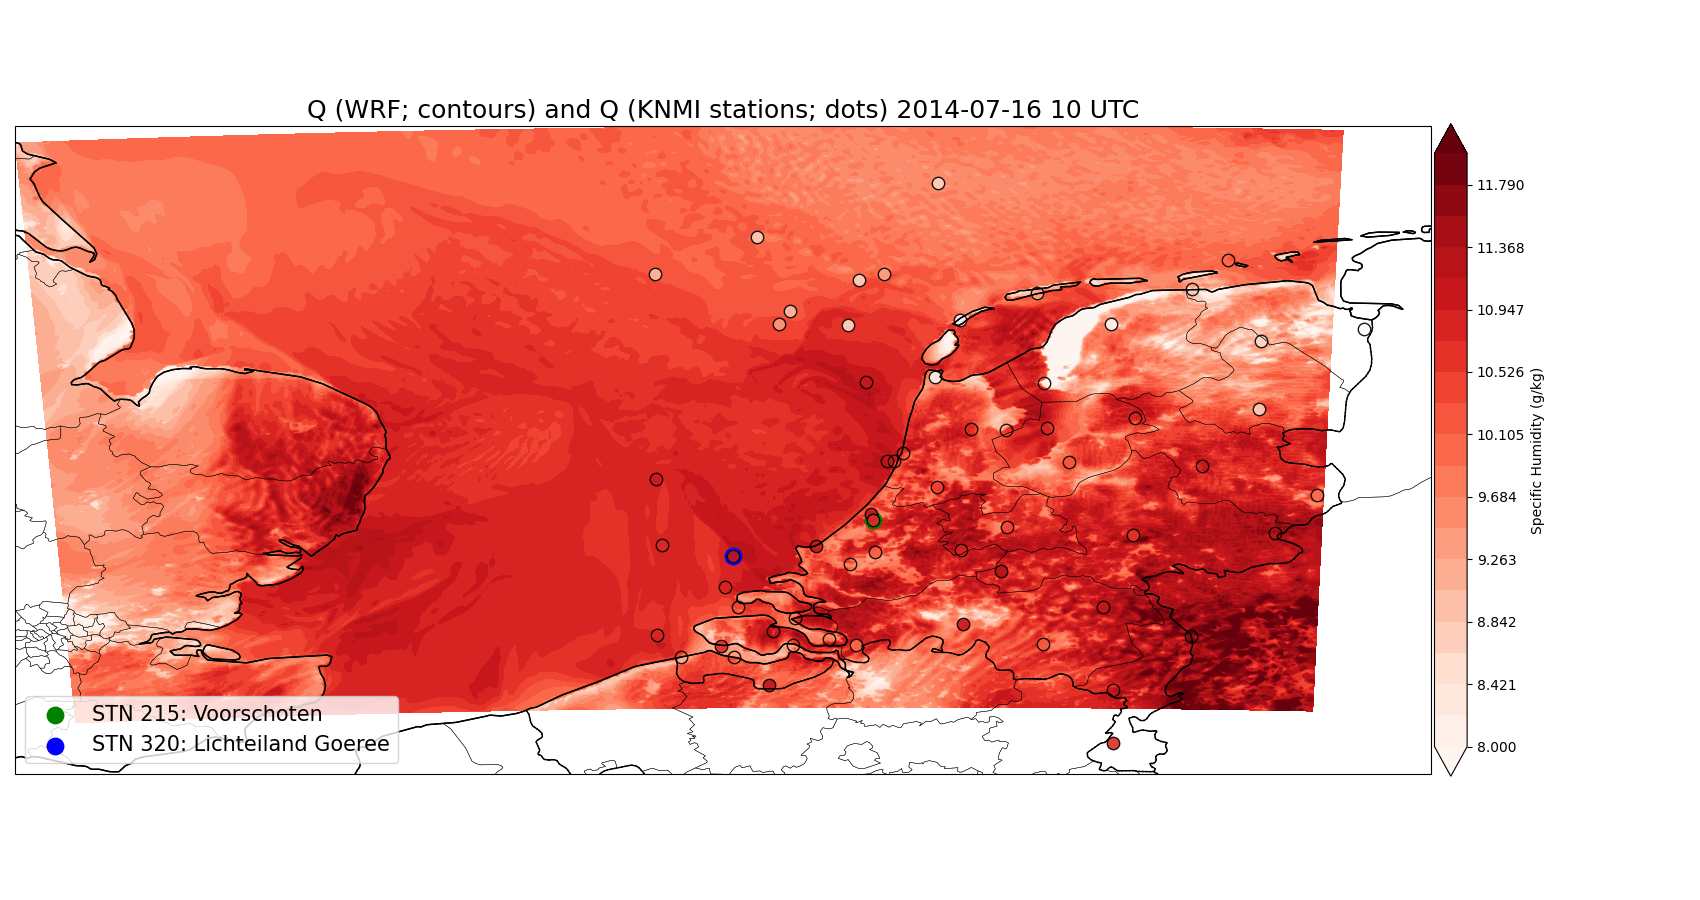 Q (WRF; contours) and Q (KNMI stations; dots) 2014-07-16 10 UTC
11.790
11.368
10.947
10.526
10.105
9.684
9.263
8.842
8.421
8.000
Specific Humidity (g/kg)
STN 215: Voorschoten
STN 320: Lichteiland Goeree